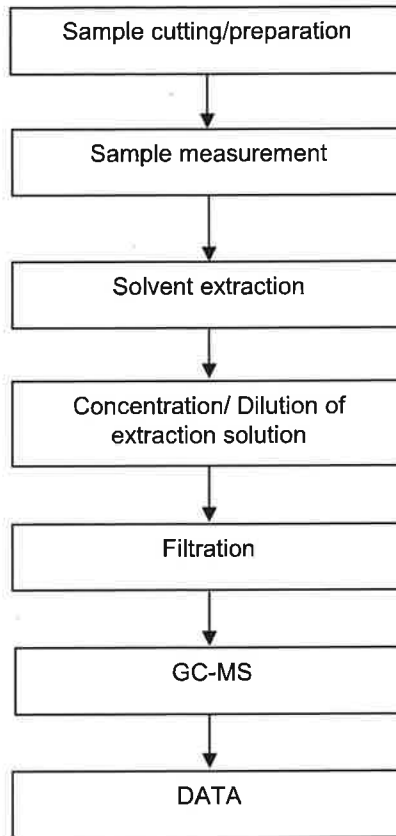 Sample cutting/preparation
Sample measurement
Solvent extraction
Concentration/ Dilution of
extraction solution
Filtration
GC-MS
DATA